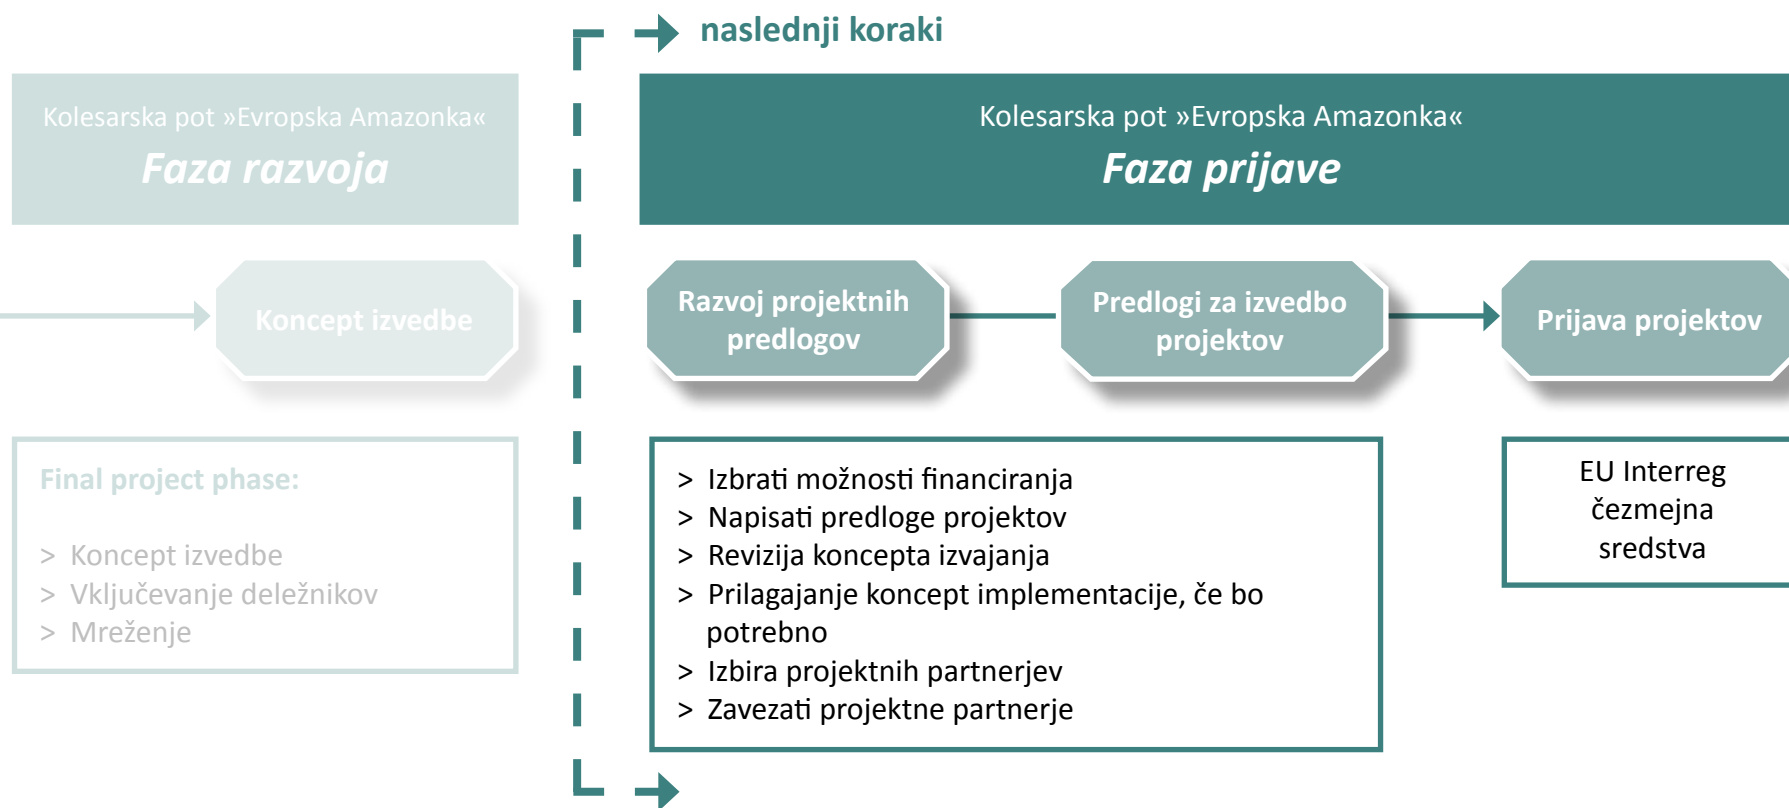 naslednji koraki
Kolesarska pot »Evropska Amazonka«
Faza razvoja
Koncept izvedbe
Final project phase:
> Koncept izvedbe
> Vključevanje deležnikov
> Mreženje
Kolesarska pot »Evropska Amazonka«
Faza prijave
Razvoj projektnih
predlogov
Predlogi za izvedbo
projektov
Prijava projektov
> Izbrati možnosti financiranja
> Napisati predloge projektov
> Revizija koncepta izvajanja
> Prilagajanje koncept implementacije, če bo
potrebno
> Izbira projektnih partnerjev
> Zavezati projektne partnerje
EU Interreg
čezmejna
sredstva